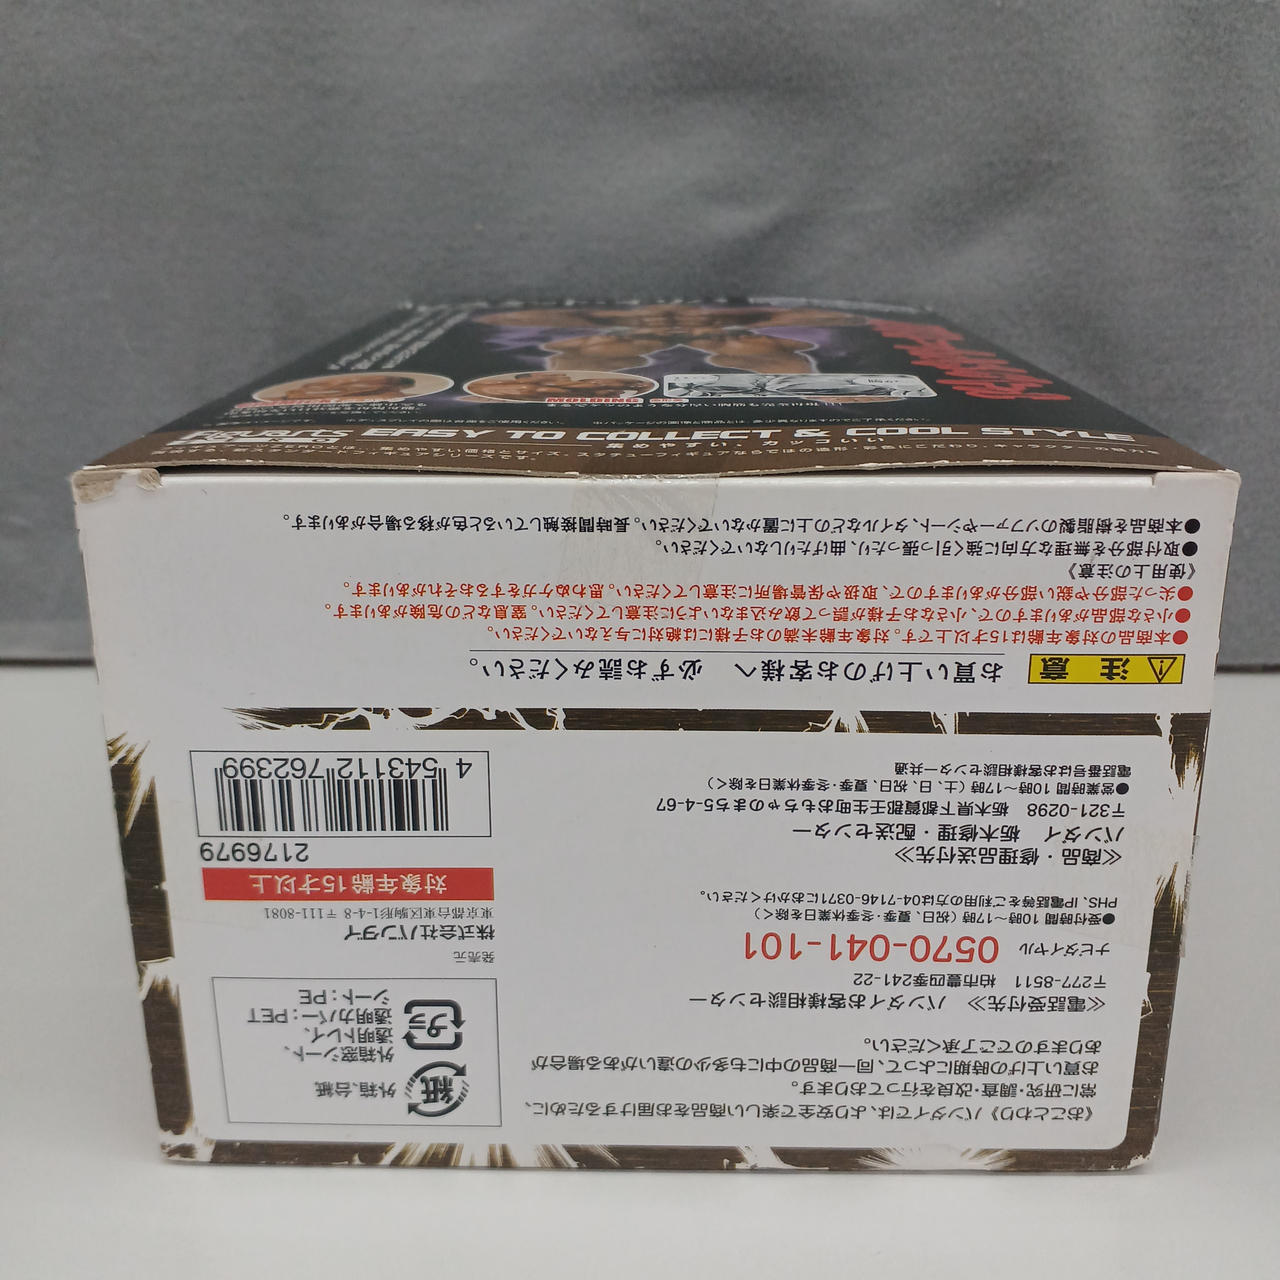 《おことわり》バンダイでは、より安全で楽しい商品をお届けするために、
常に研究・調査・改良を行っております。
お買い上げの時期によって、同一商品の中にも多少の違いがある場合が
ありますのでご了承ください。
≪電話受付先≫ バンダイお客様相談センター
〒277-8511 柏市豊四季241-22
ナビダイヤル 0570-041-101
●受付時間 10時〜17時(祝日、夏季・冬季休業日を除く)
PHS、IP電話等をご利用の方は04-7146-0371におかけください。
≪商品・修理品送付先≫
バンダイ 栃木修理・配送センター
〒321-0298 栃木県下都賀郡壬生町おもちゃのまち5-4-67
●営業時間 10時〜17時(土、日、祝日、夏季・冬季休業日を除く)
電話番号はお客様相談センター共通
紙
外箱、台紙
プラ
外箱窓シート、
透明トレイ、
透明カバー:PET
シート:PE
発売元
株式会社バンダイ
東京都台東区駒形1-4-8 〒111-8081
対象年齢15才以上
2176979
4 543112 762399
注意
お買い上げのお客様へ 必ずお読みください。
●本商品の対象年齢は15才以上です。対象年齢未満のお子様には絶対に与えないでください。
●小さな部品がありますので、小さなお子様が誤って飲み込まないように注意してください。窒息などの危険があります。
●尖った部分や鋭い部分がありますので、取扱や保管場所に注意してください。思わぬケガをするおそれがあります。
《使用上の注意》
●取付部分を無理な方向に強く引っ張ったり、曲げたりしないでください。
●本商品を樹脂製のソファーやシート、タイルなどの上に置かないでください。長時間接触していると色が移る場合があります。
EASY TO COLLECT & COOL STYLE
集めやすい、カッコいい
MOLDING